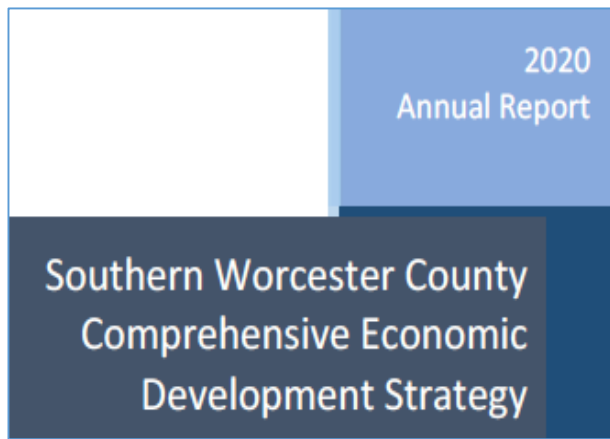 2020
Annual Report
Southern Worcester County
Comprehensive Economic
Development Strategy